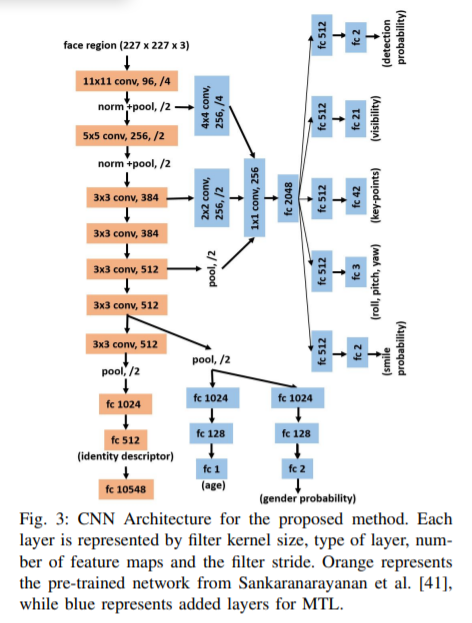 face region (227 x 227 x 3)
11x11 conv, 96, /4
norm +pool, /2
5x5 conv, 256, /2
norm +pool, /2
3x3 conv, 384
3x3 conv, 384
3x3 conv, 512
3x3 conv, 512
3x3 conv, 512
pool, /2
fc 1024
fc 512
(identity descriptor)
fc 10548
4x4 conv,
256, /4
2x2 conv,
256, /2
pool, /2
1x1 conv, 256
fc 2048
fc 512
fc 2
(detection
probability)
fc 512
fc 21
(visibility)
fc 512
fc 42
(key-points)
fc 512
fc 3
(roll, pitch, yaw)
fc 512
fc 2
(smile
probability)
pool, /2
fc 1024
fc 128
fc 1
(age)
fc 1024
fc 128
fc 2
(gender probability)
Fig. 3: CNN Architecture for the proposed method. Each
layer is represented by filter kernel size, type of layer, num-
ber of feature maps and the filter stride. Orange represents
the pre-trained network from Sankaranarayanan et al. [41],
while blue represents added layers for MTL.